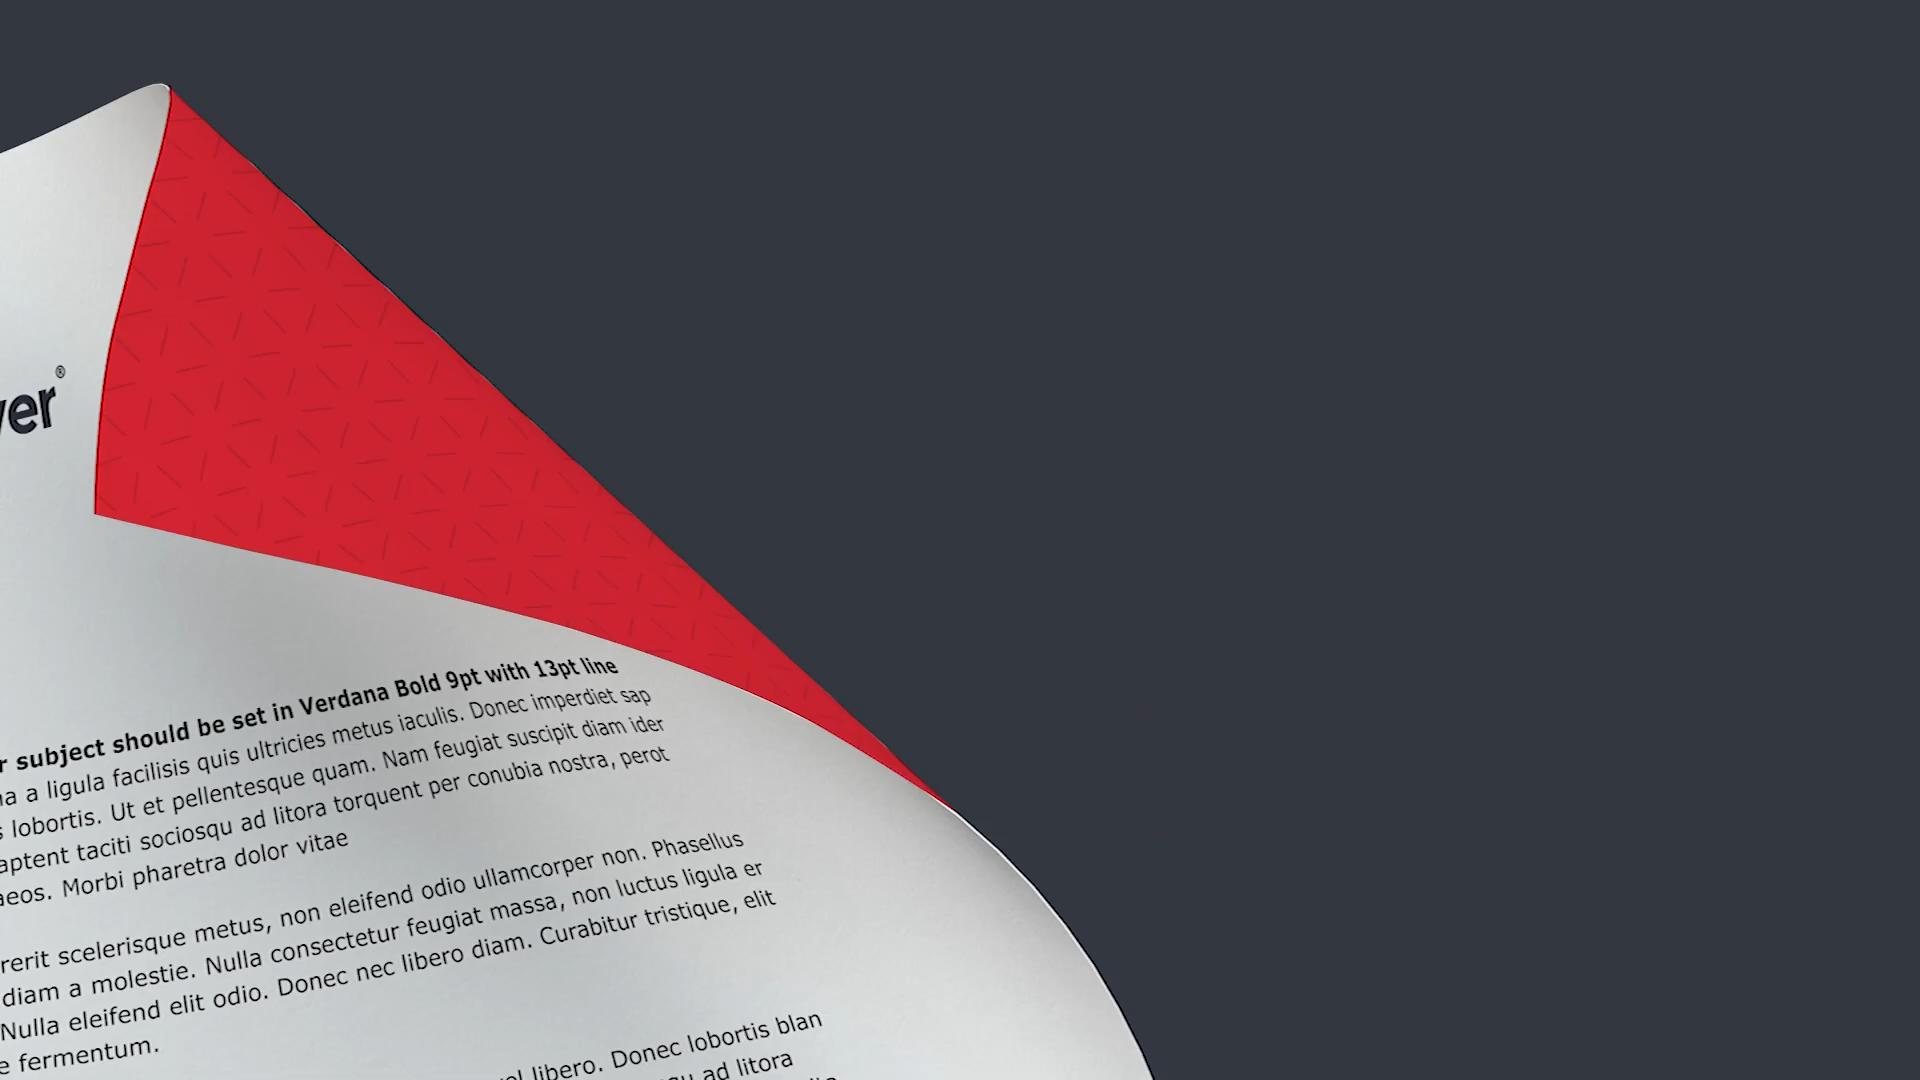 ver®
r subject should be set in Verdana Bold 9pt with 13pt line
na a ligula facilisis quis ultricies metus iaculis. Donec imperdiet sap
s lobortis. Ut et pellentesque quam. Nam feugiat suscipit diam ider
aptent taciti sociosqu ad litora torquent per conubia nostra, perot
aeos. Morbi pharetra dolor vitae
rerit scelerisque metus, non eleifend odio ullamcorper non. Phasellus
diam a molestie. Nulla consectetur feugiat massa, non luctus ligula er
Nulla eleifend elit odio. Donec nec libero diam. Curabitur tristique, elit
e fermentum.
libero. Donec lobortis blan
ad litora